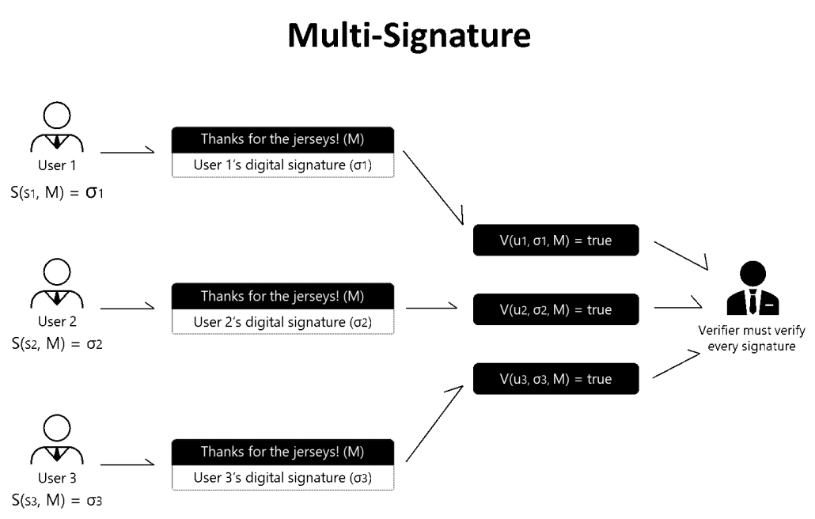 Multi-Signature
User 1
S(s1, M) = σ1
Thanks for the jerseys! (M)
User 1's digital signature (σ1)
V(u1, σ1, M) = true
User 2
S(s2, M) = σ2
Thanks for the jerseys! (M)
User 2's digital signature (σ2)
V(u2, σ2, M) = true
Verifier must verify
every signature
V(u3, σ3, M) = true
User 3
S(s3, M) = σ3
Thanks for the jerseys! (M)
User 3's digital signature (σ3)